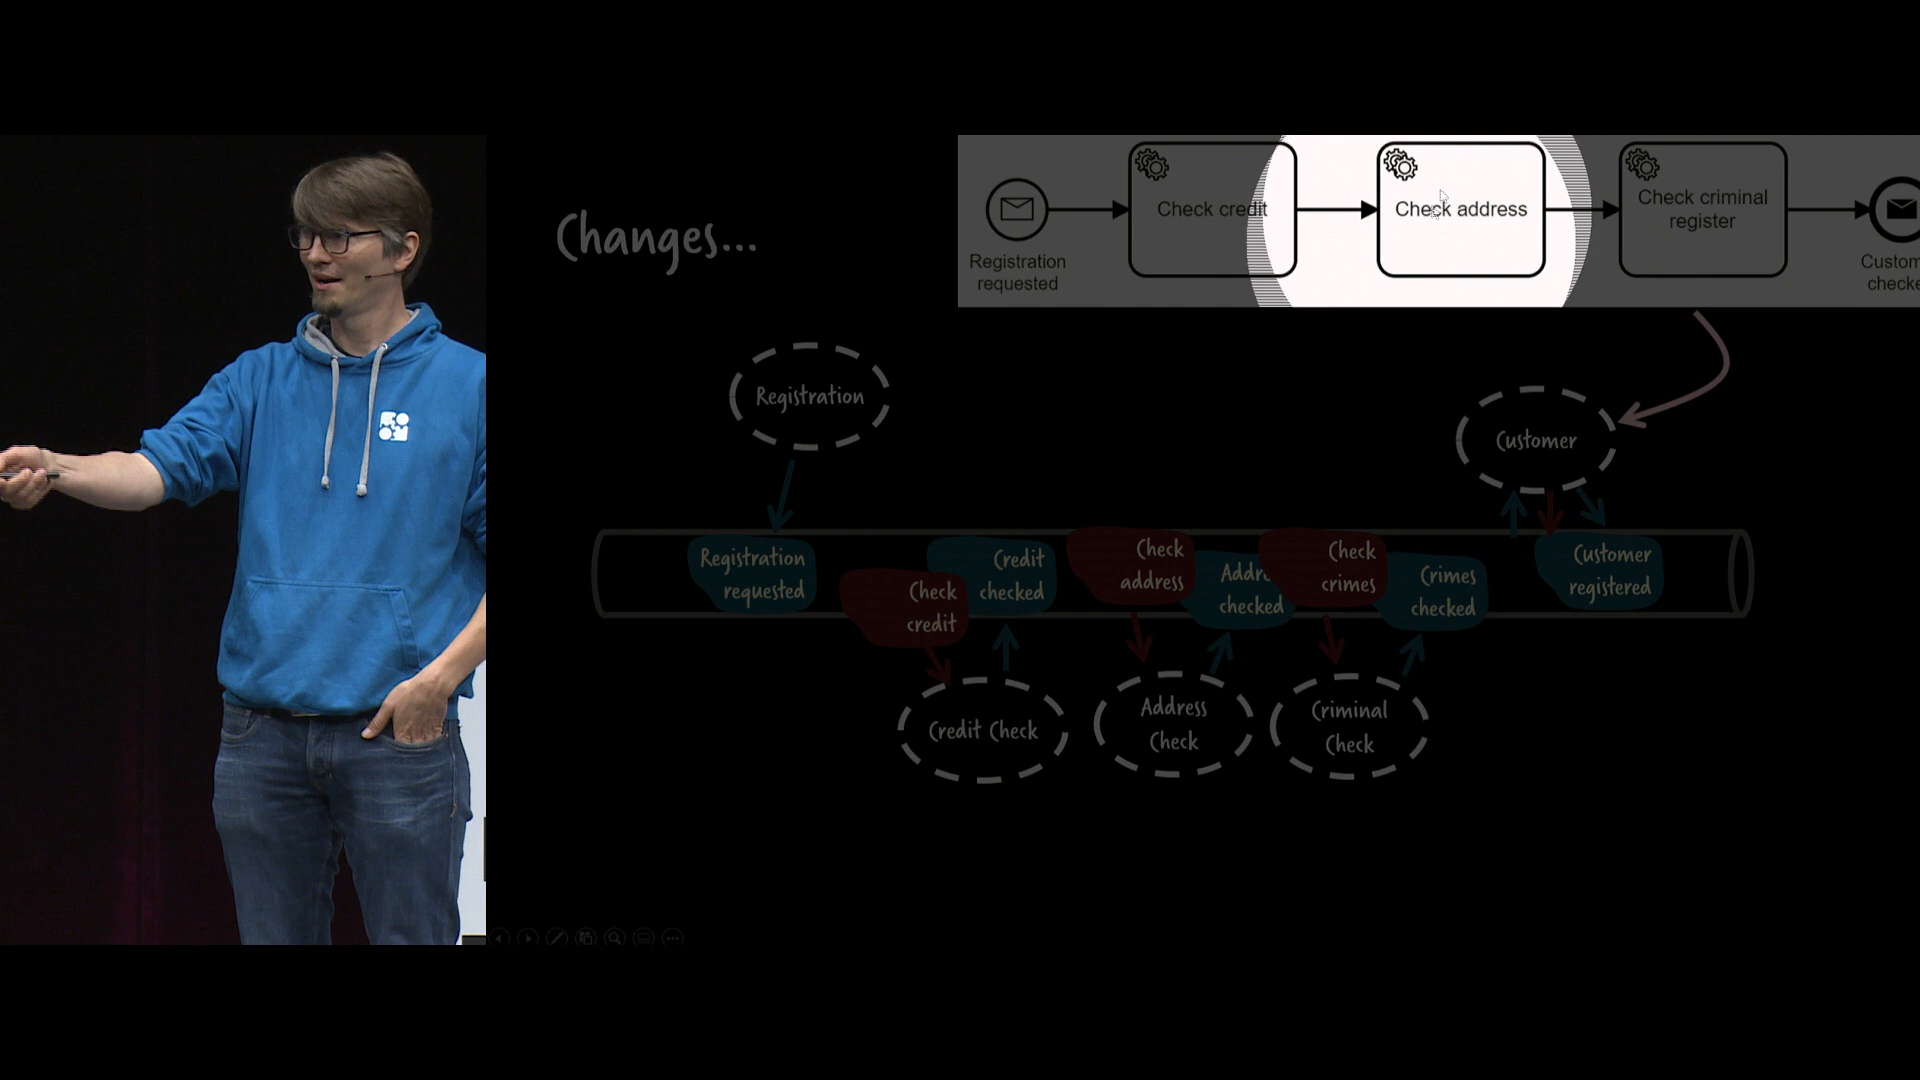 Changes...
Check credit
Check address
Check criminal
register
Registration
requested
Registration
Customer
Registration
requested
Check
credit
Credit
checked
Check
address
checked
Check
crimes
Crimes
checked
Customer
registered
Credit Check
Address
Check
Criminal
Check